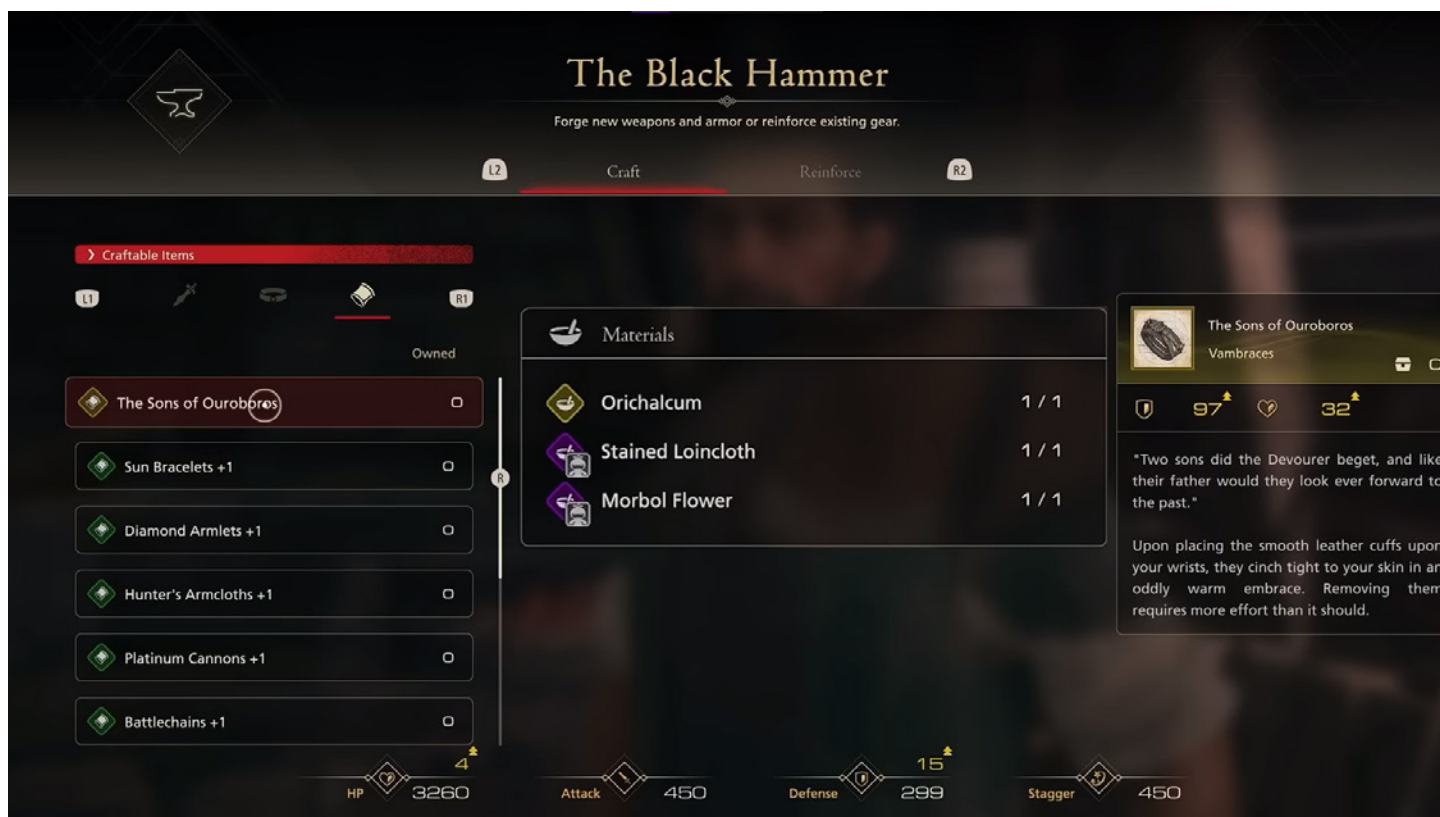 The Black Hammer
Forge new weapons and armor or reinforce existing gear.
L2 Craft Reinforce R2
Craftable Items
L1 R1
Owned
The Sons of Ouroboros 0
Sun Bracelets +1 0
Diamond Armlets +1 0
Hunter's Armcloths +1 0
Platinum Cannons +1 0
Battlechains +1 0
R
Materials
Orichalcum 1 / 1
Stained Loincloth 1 / 1
Morbol Flower 1 / 1
The Sons of Ouroboros
Vambraces
97 32
"Two sons did the Devourer beget, and like
their father would they look ever forward to
the past."
Upon placing the smooth leather cuffs upon
your wrists, they cinch tight to your skin in an
oddly warm embrace. Removing them
requires more effort than it should.
4 15
HP 3260 Attack 450 Defense 299 Stagger 450